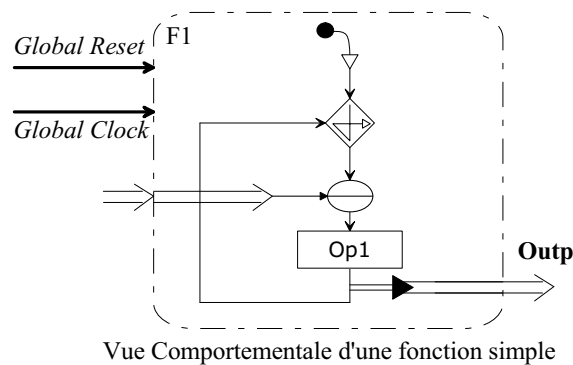 Global Reset
F1
Global Clock
Op1
Outp
Vue Comportementale d'une fonction simple